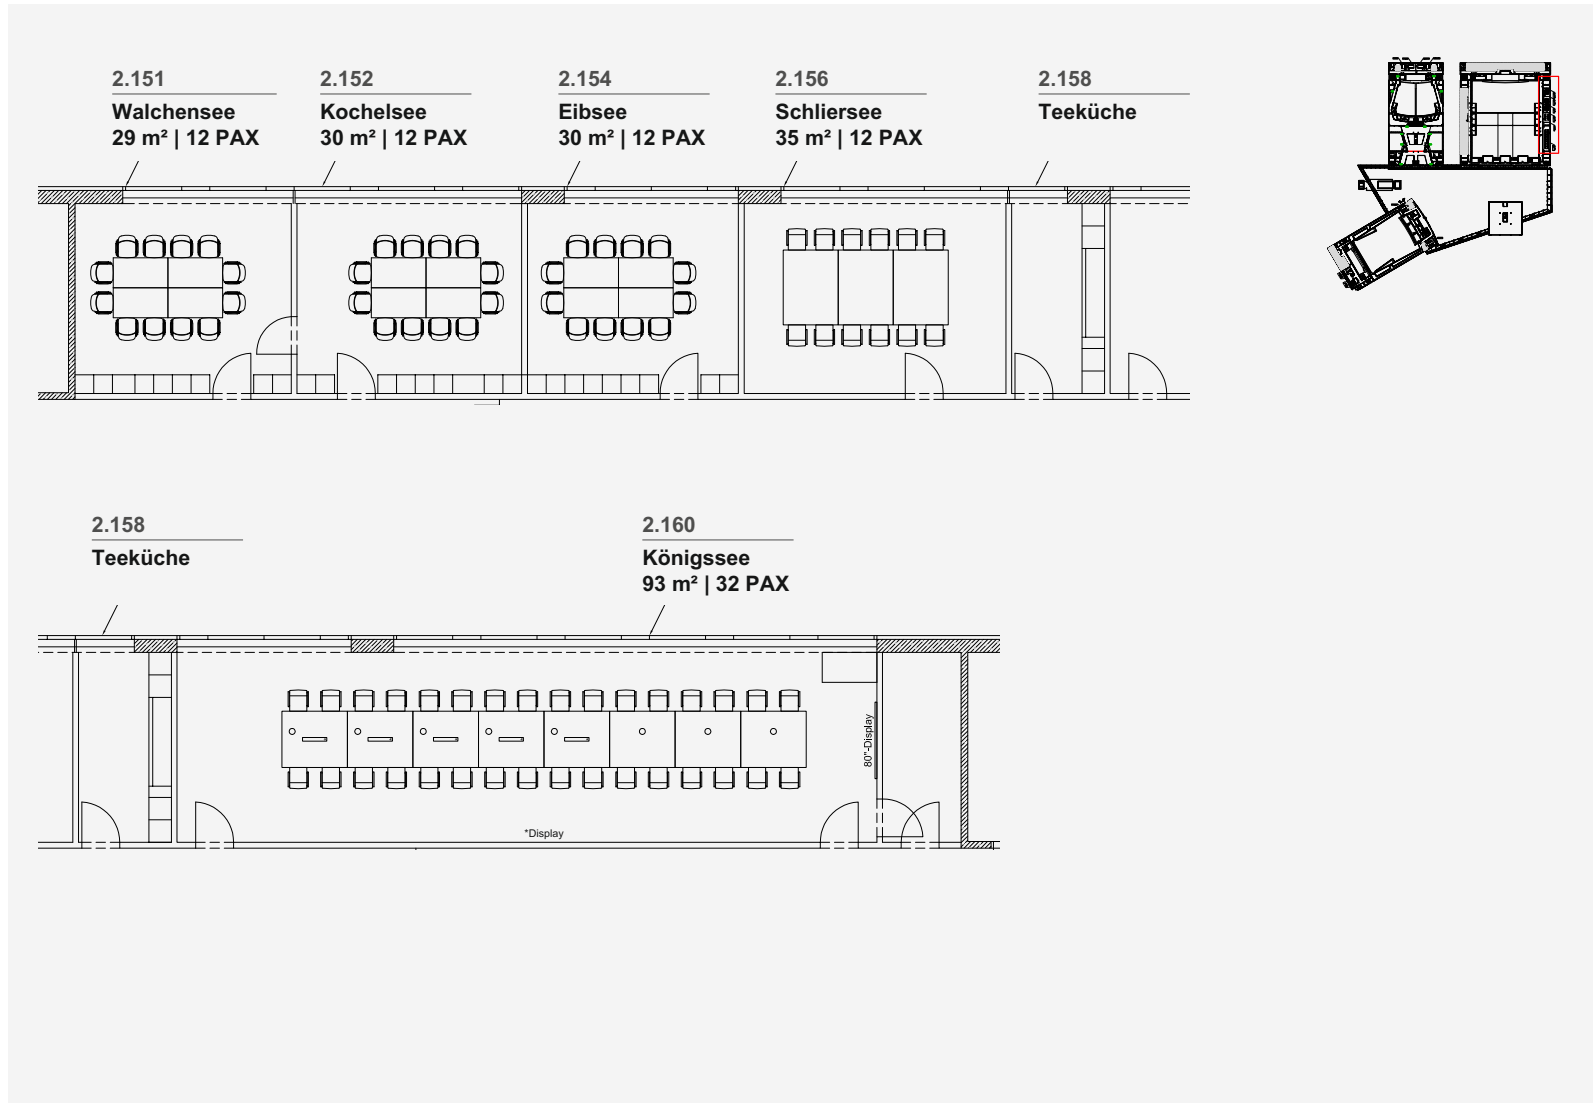 2.151
Walchensee
29 m² | 12 PAX
2.152
Kochelsee
30 m² | 12 PAX
2.154
Eibsee
30 m² | 12 PAX
2.156
Schliersee
35 m² | 12 PAX
2.158
Teeküche
2.158
Teeküche
2.160
Königssee
93 m² | 32 PAX
80"-Display
*Display